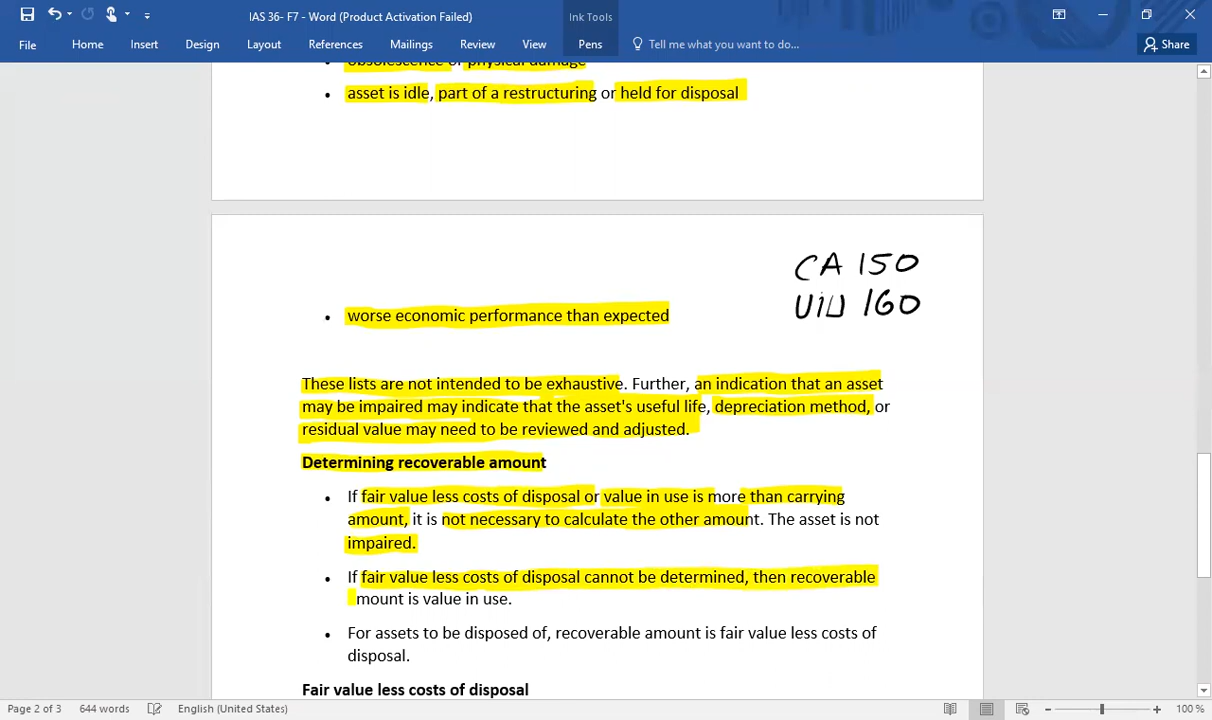 IAS 36- F7 - Word (Product Activation Failed)
Ink Tools
File Home Insert Design Layout References Mailings Review View Pens Tell me what you want to do... Share
obsolescence or physical damage
• asset is idle, part of a restructuring or held for disposal
CA 150
UIU 160
• worse economic performance than expected
These lists are not intended to be exhaustive. Further, an indication that an asset
may be impaired may indicate that the asset's useful life, depreciation method, or
residual value may need to be reviewed and adjusted.
Determining recoverable amount
• If fair value less costs of disposal or value in use is more than carrying
amount, it is not necessary to calculate the other amount. The asset is not
impaired.
• If fair value less costs of disposal cannot be determined, then recoverable
mount is value in use.
• For assets to be disposed of, recoverable amount is fair value less costs of
disposal.
Fair value less costs of disposal
Page 2 of 3 644 words English (United States) 100 %